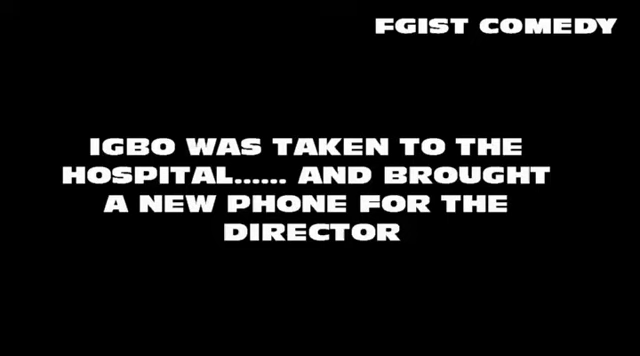 FGIST COMEDY
IGBO WAS TAKEN TO THE
HOSPITAL...... AND BROUGHT
A NEW PHONE FOR THE
DIRECTOR